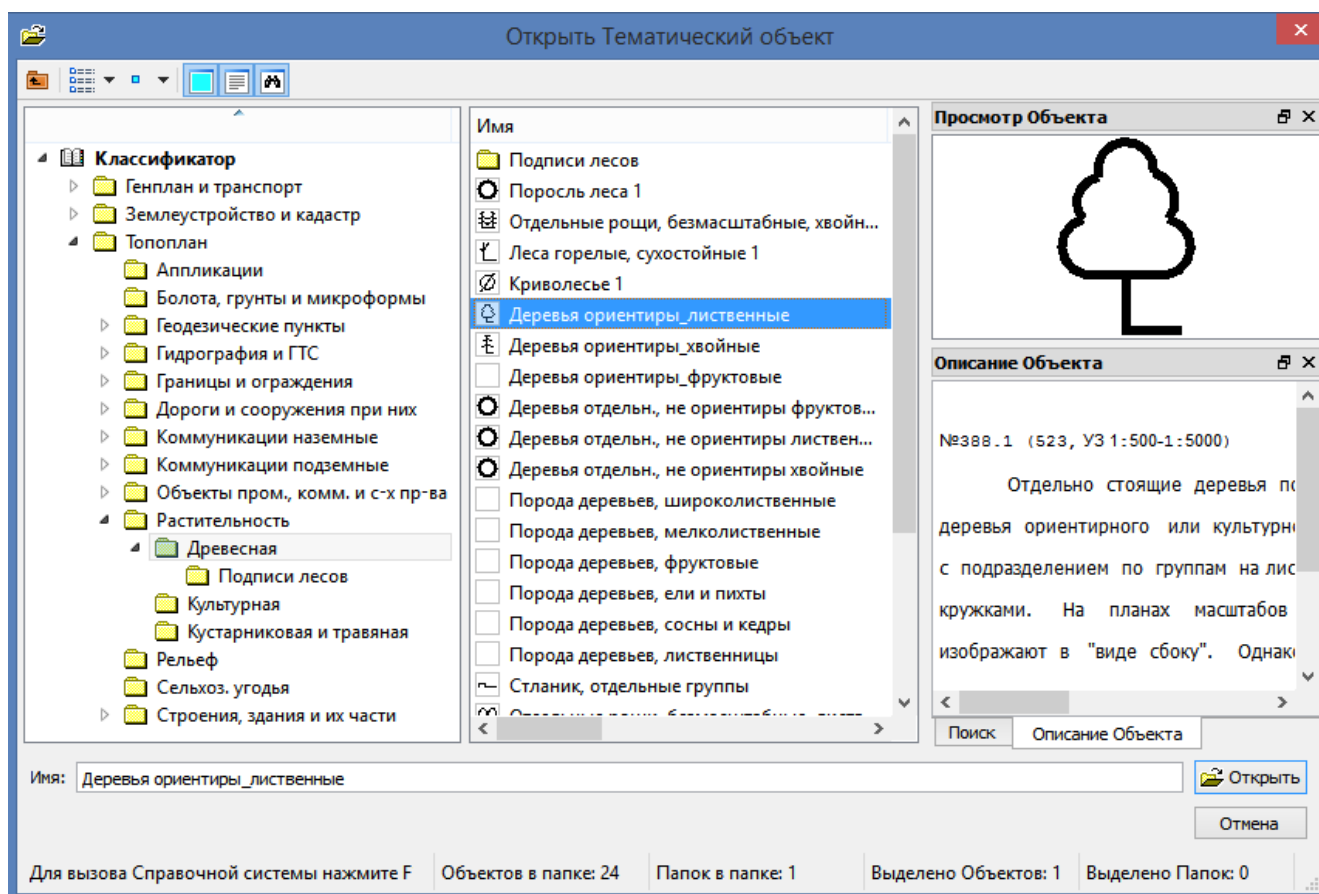 Открыть Тематический объект
Классификатор
Генплан и транспорт
Землеустройство и кадастр
Топоплан
Аппликации
Болота, грунты и микроформы
Геодезические пункты
Гидрография и ГТС
Границы и ограждения
Дороги и сооружения при них
Коммуникации наземные
Коммуникации подземные
Объекты пром., комм. и с-х пр-ва
Растительность
Древесная
Подписи лесов
Культурная
Кустарниковая и травяная
Рельеф
Сельхоз. угодья
Строения, здания и их части
Имя
Подписи лесов
Поросль леса 1
Отдельные рощи, безмасштабные, хвойн...
Леса горелые, сухостойные 1
Криволесье 1
Деревья ориентиры_лиственные
Деревья ориентиры_хвойные
Деревья ориентиры_фруктовые
Деревья отдельн., не ориентиры фруктов...
Деревья отдельн., не ориентиры листвен...
Деревья отдельн., не ориентиры хвойные
Порода деревьев, широколиственные
Порода деревьев, мелколиственные
Порода деревьев, фруктовые
Порода деревьев, ели и пихты
Порода деревьев, сосны и кедры
Порода деревьев, лиственницы
Стланик, отдельные группы
Просмотр Объекта
Описание Объекта
№388.1 (523, УЗ 1:500-1:5000)
Отдельно стоящие деревья по
деревья ориентирного или культурн
с подразделением по группам на лис
кружками. На планах масштабов
изображают в "виде сбоку". Однак
Поиск Описание Объекта
Имя: Деревья ориентиры_лиственные Открыть
Отмена
Для вызова Справочной системы нажмите F Объектов в папке: 24 Папок в папке: 1 Выделено Объектов: 1 Выделено Папок: 0